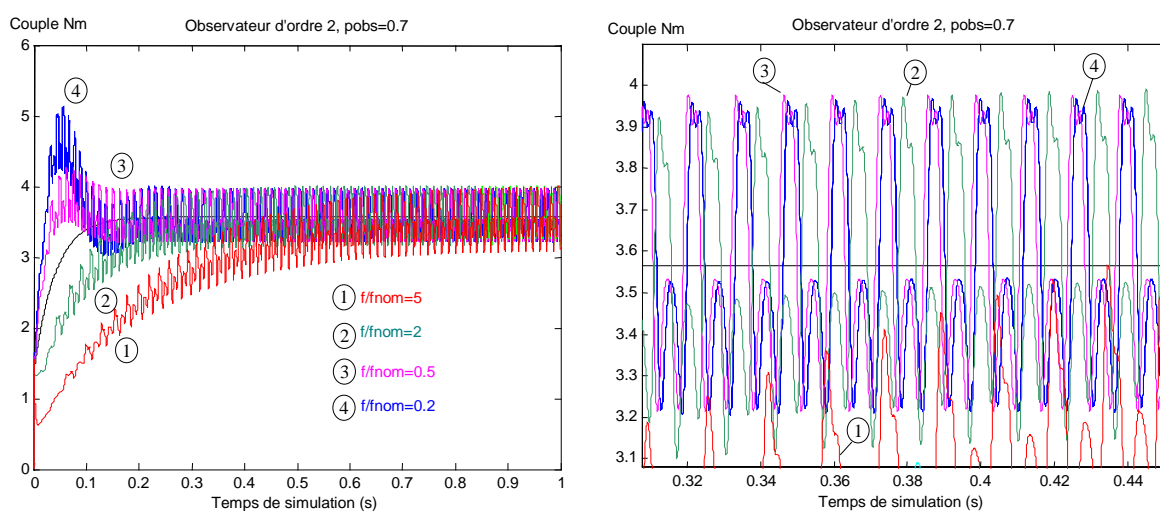 Couple Nm
Observateur d'ordre 2, pobs=0.7
6
5
4
3
2
1
0
4
3
2
1
1 f/fnom=5
2 f/fnom=2
3 f/fnom=0.5
4 f/fnom=0.2
0 0.1 0.2 0.3 0.4 0.5 0.6 0.7 0.8 0.9 1
Temps de simulation (s)
Couple Nm
Observateur d'ordre 2, pobs=0.7
3 2 4
4
3.9
3.8
3.7
3.6
3.5
3.4
3.3
3.2
3.1
1
0.32 0.34 0.36 0.38 0.4 0.42 0.44
Temps de simulation (s)